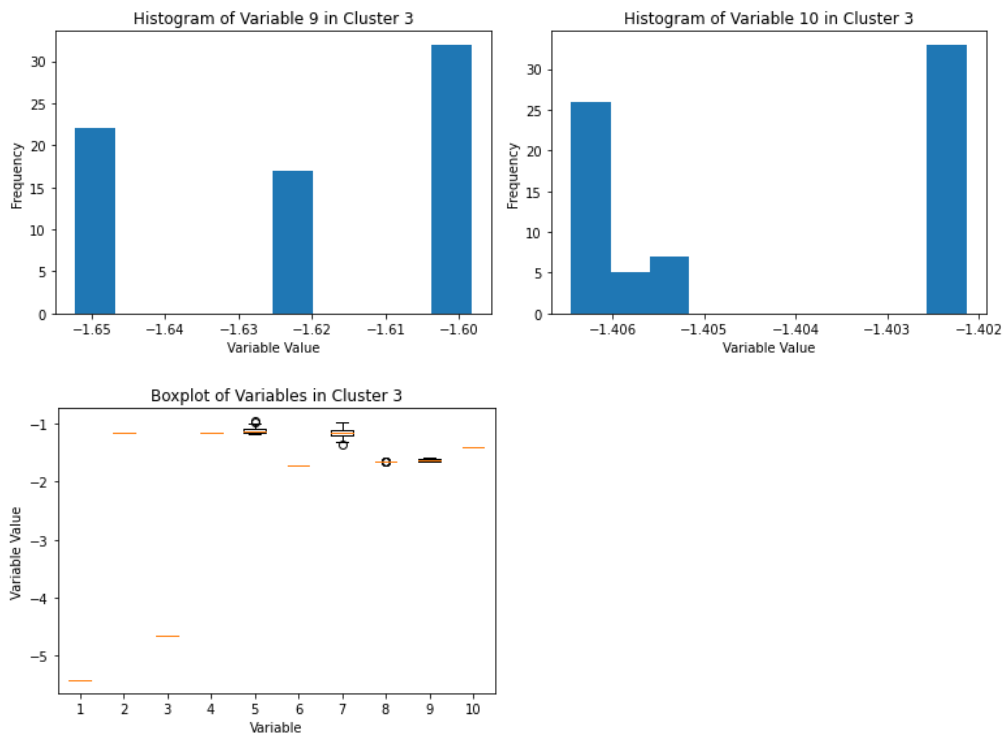 Histogram of Variable 9 in Cluster 3
Frequency
30
25
20
15
10
5
0
−1.65 −1.64 −1.63 −1.62 −1.61 −1.60
Variable Value
Histogram of Variable 10 in Cluster 3
Frequency
30
25
20
15
10
5
0
−1.406 −1.405 −1.404 −1.403 −1.402
Variable Value
Boxplot of Variables in Cluster 3
Variable Value
−1
−2
−3
−4
−5
1 2 3 4 5 6 7 8 9 10
Variable